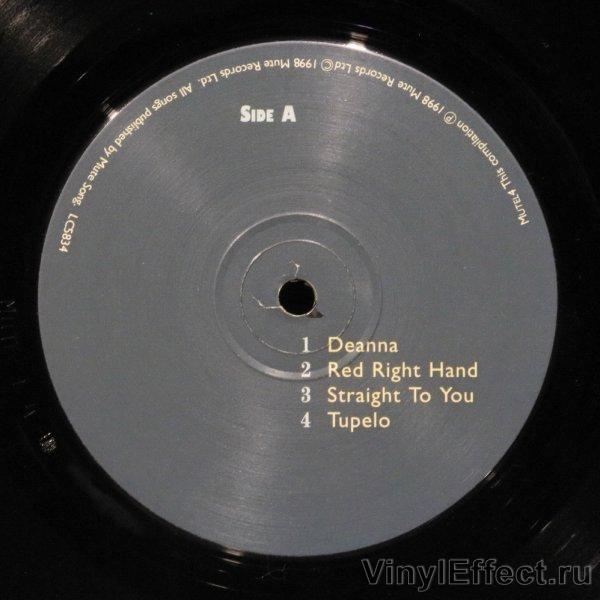 MUTEL4 This compilation ℗ 1998 Mute Records Ltd © 1998 Mute Records Ltd. All songs published by Mute Song. LC5834
SIDE A
1 Deanna
2 Red Right Hand
3 Straight To You
4 Tupelo
VinylEffect.ru